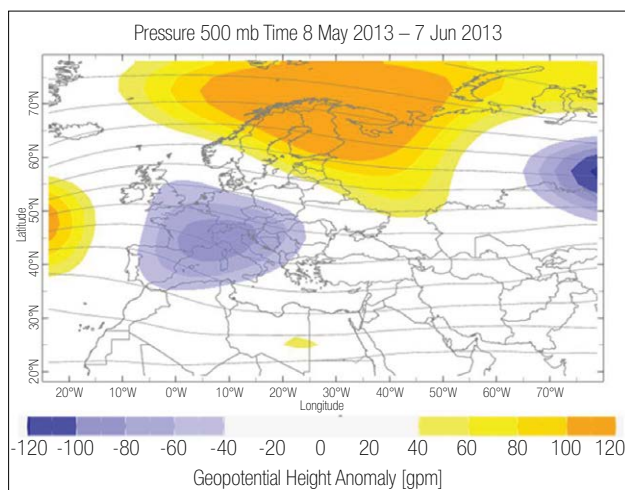 Pressure 500 mb Time 8 May 2013 – 7 Jun 2013
70°N
60°N
50°N
40°N
30°N
20°N
Latitude
20°W 10°W 0°W 10°W 20°W 30°W 40°W 50°W 60°W 70°W
Longitude
-120 -100 -80 -60 -40 -20 0 20 40 60 80 100 120
Geopotential Height Anomaly [gpm]